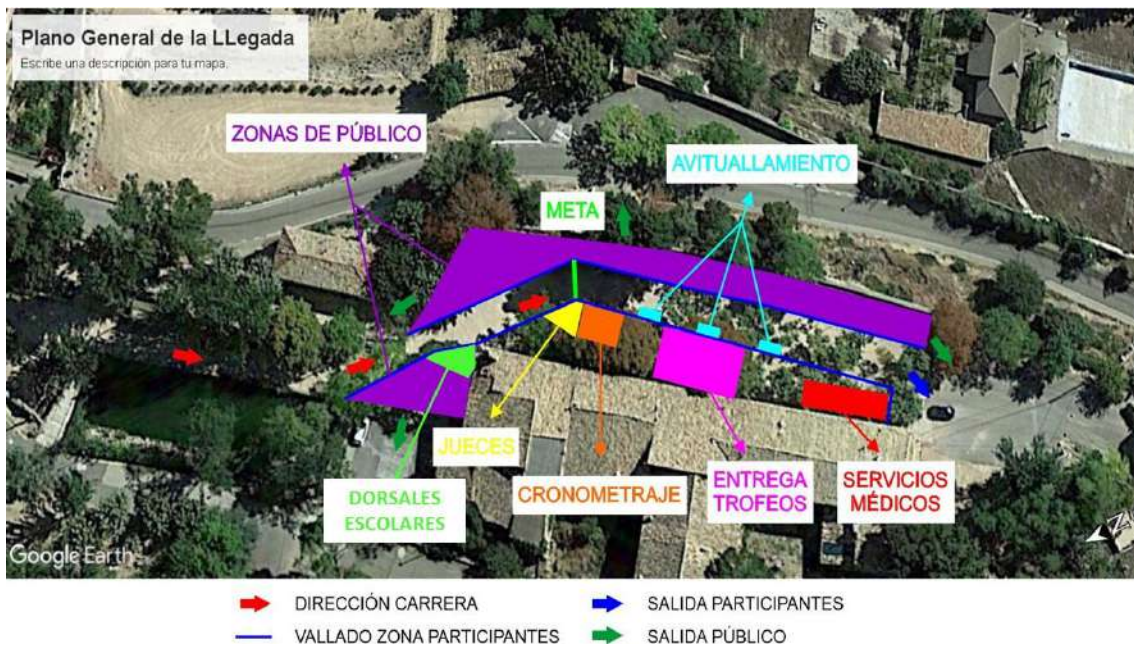 Plano General de la LLegada
Escribe una descripción para tu mapa.
ZONAS DE PÚBLICO
AVITUALLAMIENTO
META
JUECES
DORSALES
ESCOLARES
CRONOMETRAJE
ENTREGA
TROFEOS
SERVICIOS
MÉDICOS
Google Earth
DIRECCIÓN CARRERA
SALIDA PARTICIPANTES
VALLADO ZONA PARTICIPANTES
SALIDA PÚBLICO